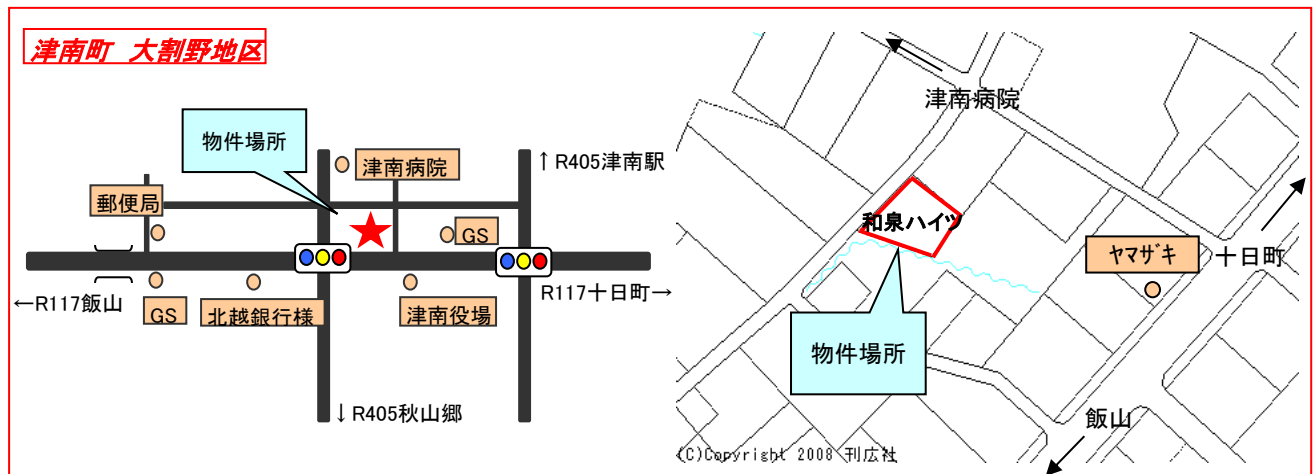 津南町 大割野地区
物件場所
津南病院
↑R405津南駅
郵便局
GS
←R117飯山
GS
北越銀行様
津南役場
R117十日町→
↓R405秋山郷
津南病院
和泉ハイツ
ヤマザキ
十日町
物件場所
飯山
(C)Copyright 2008 刊広社